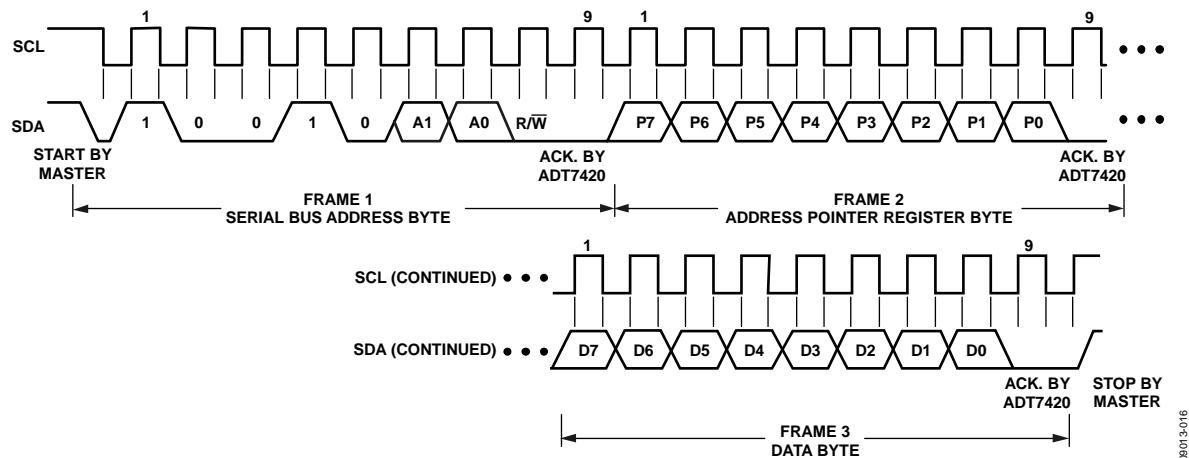 1 9 1 9
SCL
SDA 1 0 0 1 0 A1 A0 R/W̅ P7 P6 P5 P4 P3 P2 P1 P0
START BY MASTER
ACK. BY ADT7420
ACK. BY ADT7420
FRAME 1
SERIAL BUS ADDRESS BYTE
FRAME 2
ADDRESS POINTER REGISTER BYTE
1 9
SCL (CONTINUED)
SDA (CONTINUED) D7 D6 D5 D4 D3 D2 D1 D0
ACK. BY ADT7420
STOP BY MASTER
FRAME 3
DATA BYTE
09013-016